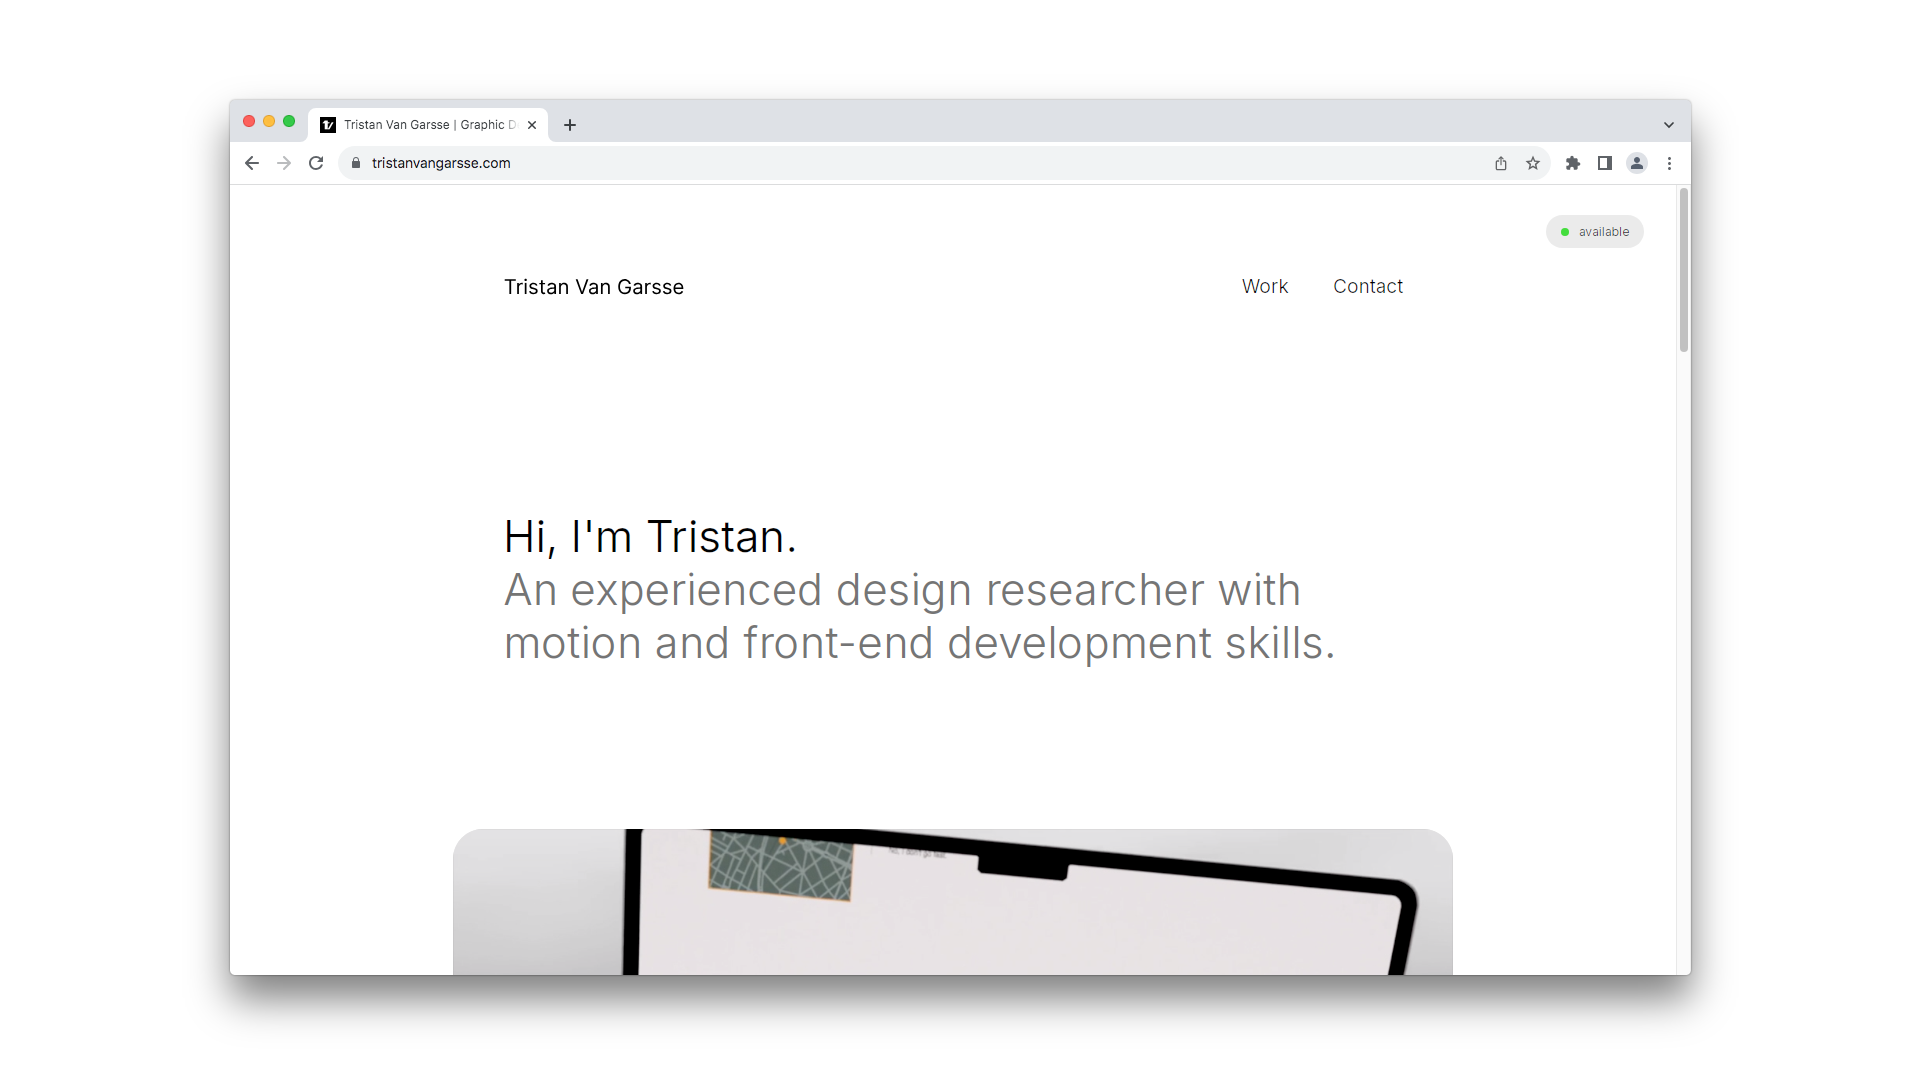 Tristan Van Garsse | Graphic D
tristanvangarsse.com
available
Tristan Van Garsse
Work
Contact
Hi, I'm Tristan.
An experienced design researcher with
motion and front-end development skills.